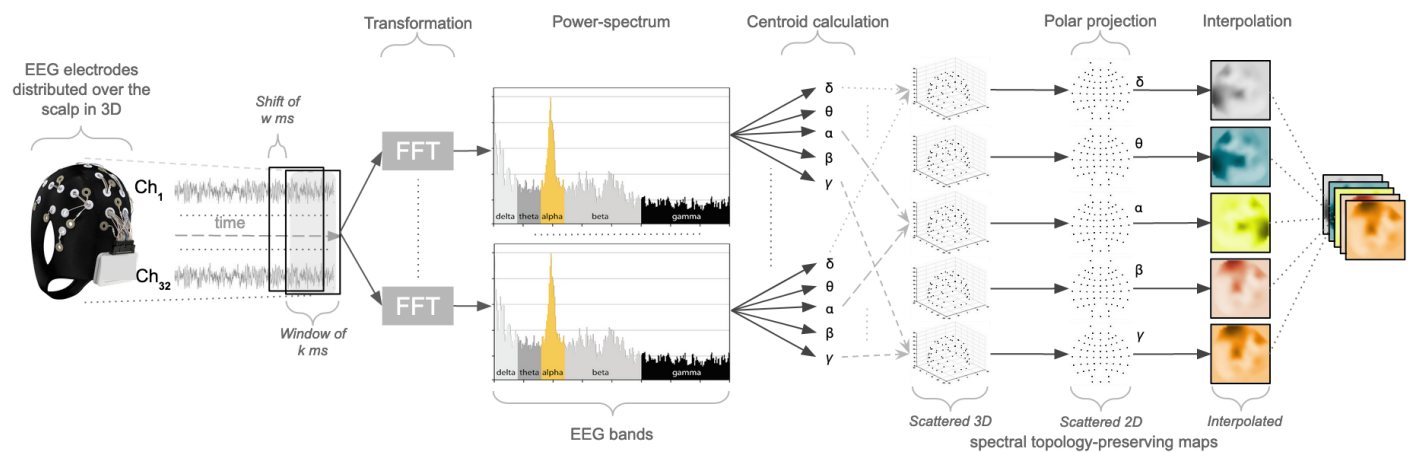 Transformation
Power-spectrum
Centroid calculation
Polar projection
Interpolation
EEG electrodes
distributed over the
scalp in 3D
Shift of
w ms
Ch1
time
Ch32
Window of
k ms
FFT
FFT
delta theta alpha beta gamma
delta theta alpha beta gamma
EEG bands
δ
θ
α
β
γ
δ
θ
α
β
γ
δ
θ
α
β
γ
Scattered 3D
Scattered 2D
Interpolated
spectral topology-preserving maps